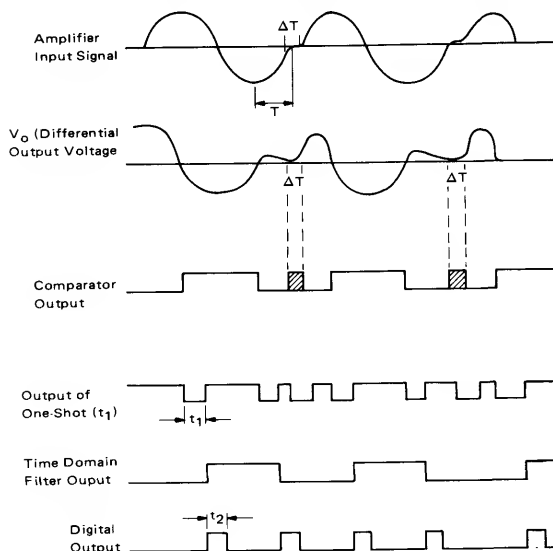 Amplifier
Input Signal
ΔT
T
VO (Differential
Output Voltage
ΔT
ΔT
Comparator
Output
Output of
One-Shot (t1)
t1
Time Domain
Filter Ouput
t2
Digital
Output